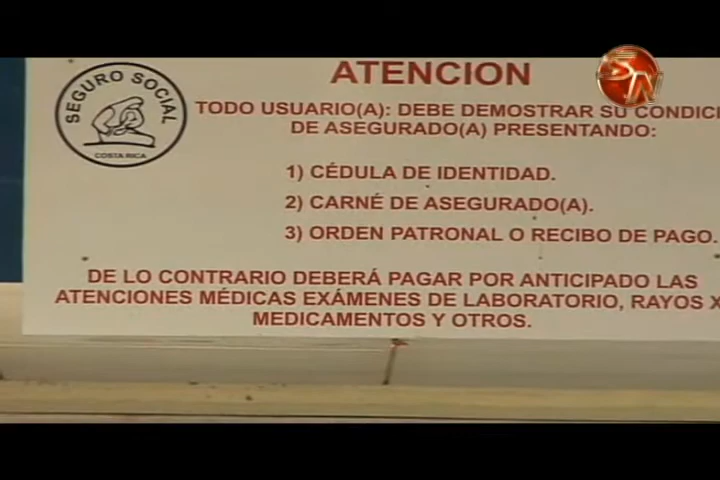 ATENCION
SEGURO SOCIAL
COSTA RICA
TODO USUARIO(A): DEBE DEMOSTRAR SU CONDICI
DE ASEGURADO(A) PRESENTANDO:
1) CÉDULA DE IDENTIDAD.
2) CARNÉ DE ASEGURADO(A).
3) ORDEN PATRONAL O RECIBO DE PAGO.
DE LO CONTRARIO DEBERÁ PAGAR POR ANTICIPADO LAS
ATENCIONES MÉDICAS EXÁMENES DE LABORATORIO, RAYOS X
MEDICAMENTOS Y OTROS.